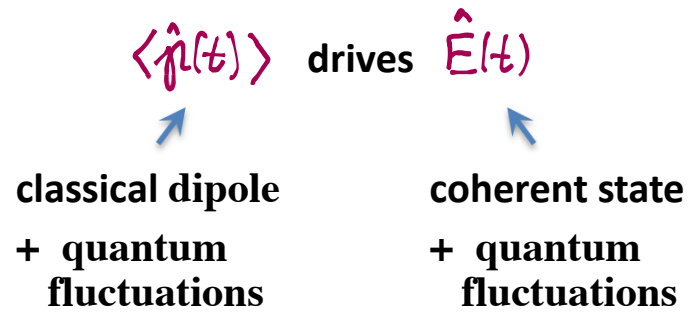 ⟨p̂(t)⟩ drives Ê(t)
classical dipole coherent state
+ quantum + quantum
fluctuations fluctuations